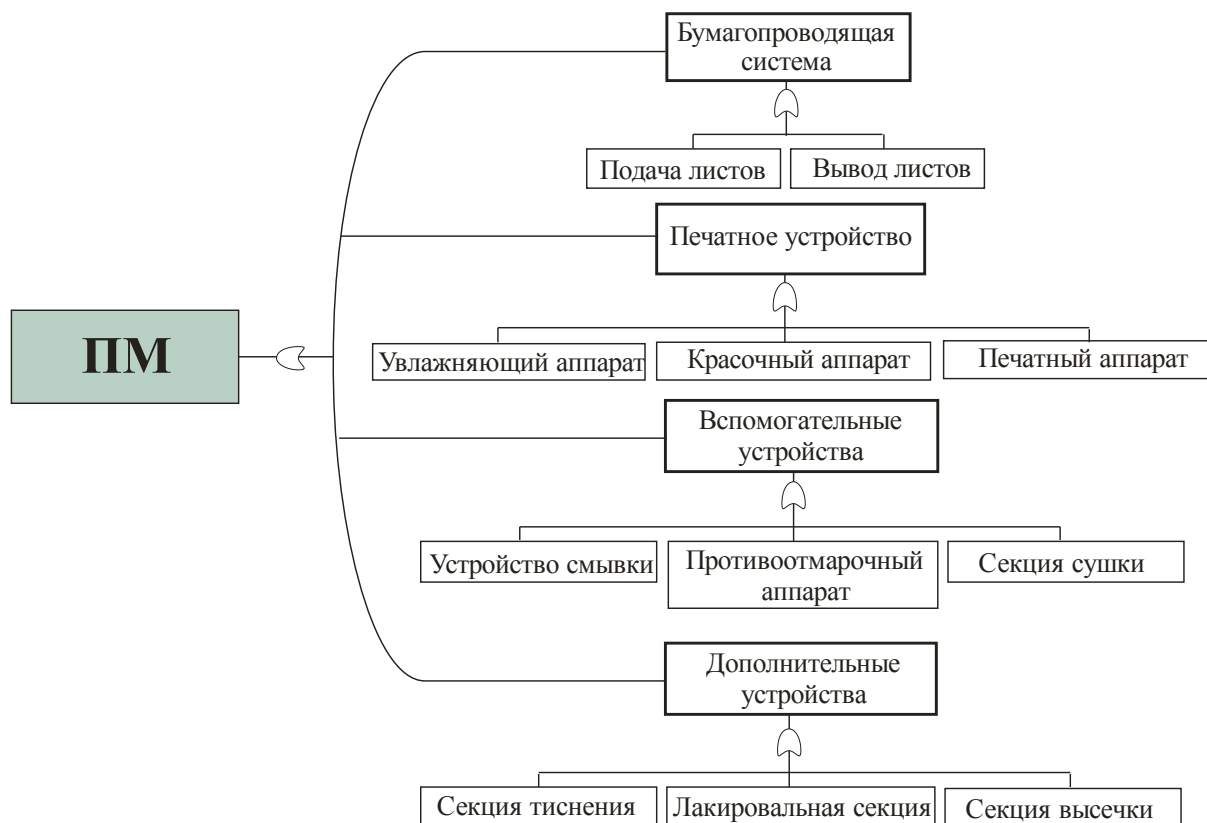 Бумагопроводящая
система
Подача листов
Вывод листов
Печатное устройство
ПМ
Увлажняющий аппарат
Красочный аппарат
Печатный аппарат
Вспомогательные
устройства
Устройство смывки
Противоотмарочный
аппарат
Секция сушки
Дополнительные
устройства
Секция тиснения
Лакировальная секция
Секция высечки